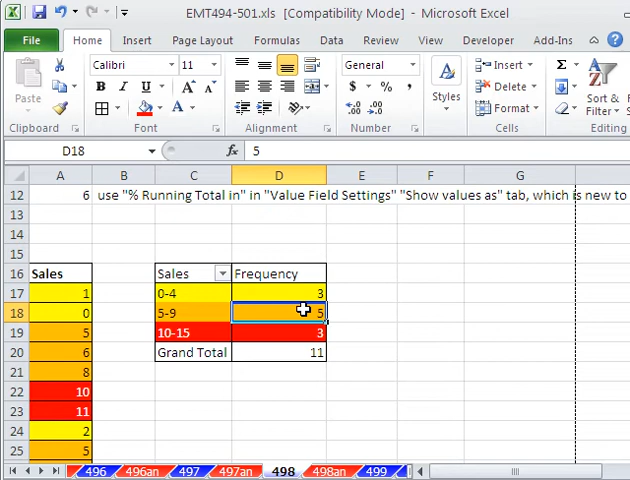 EMT494-501.xls [Compatibility Mode] - Microsoft Excel
File Home Insert Page Layout Formulas Data Review View Developer Add-Ins
Paste Calibri 11 General Insert
B I U A A $ % , Styles Delete Sort & Filter
A .00 .0 Format
Clipboard Font Alignment Number Cells Editing
D18 fx 5
A B C D E F G
12 6 use "% Running Total in" in "Value Field Settings" "Show values as" tab, which is new to
13
14
15
16 Sales Sales Frequency
17 1 0-4 3
18 0 5-9 5
19 5 10-15 3
20 6 Grand Total 11
21 8
22 10
23 11
24 2
25 5
496 496an 497 497an 498 498an 499